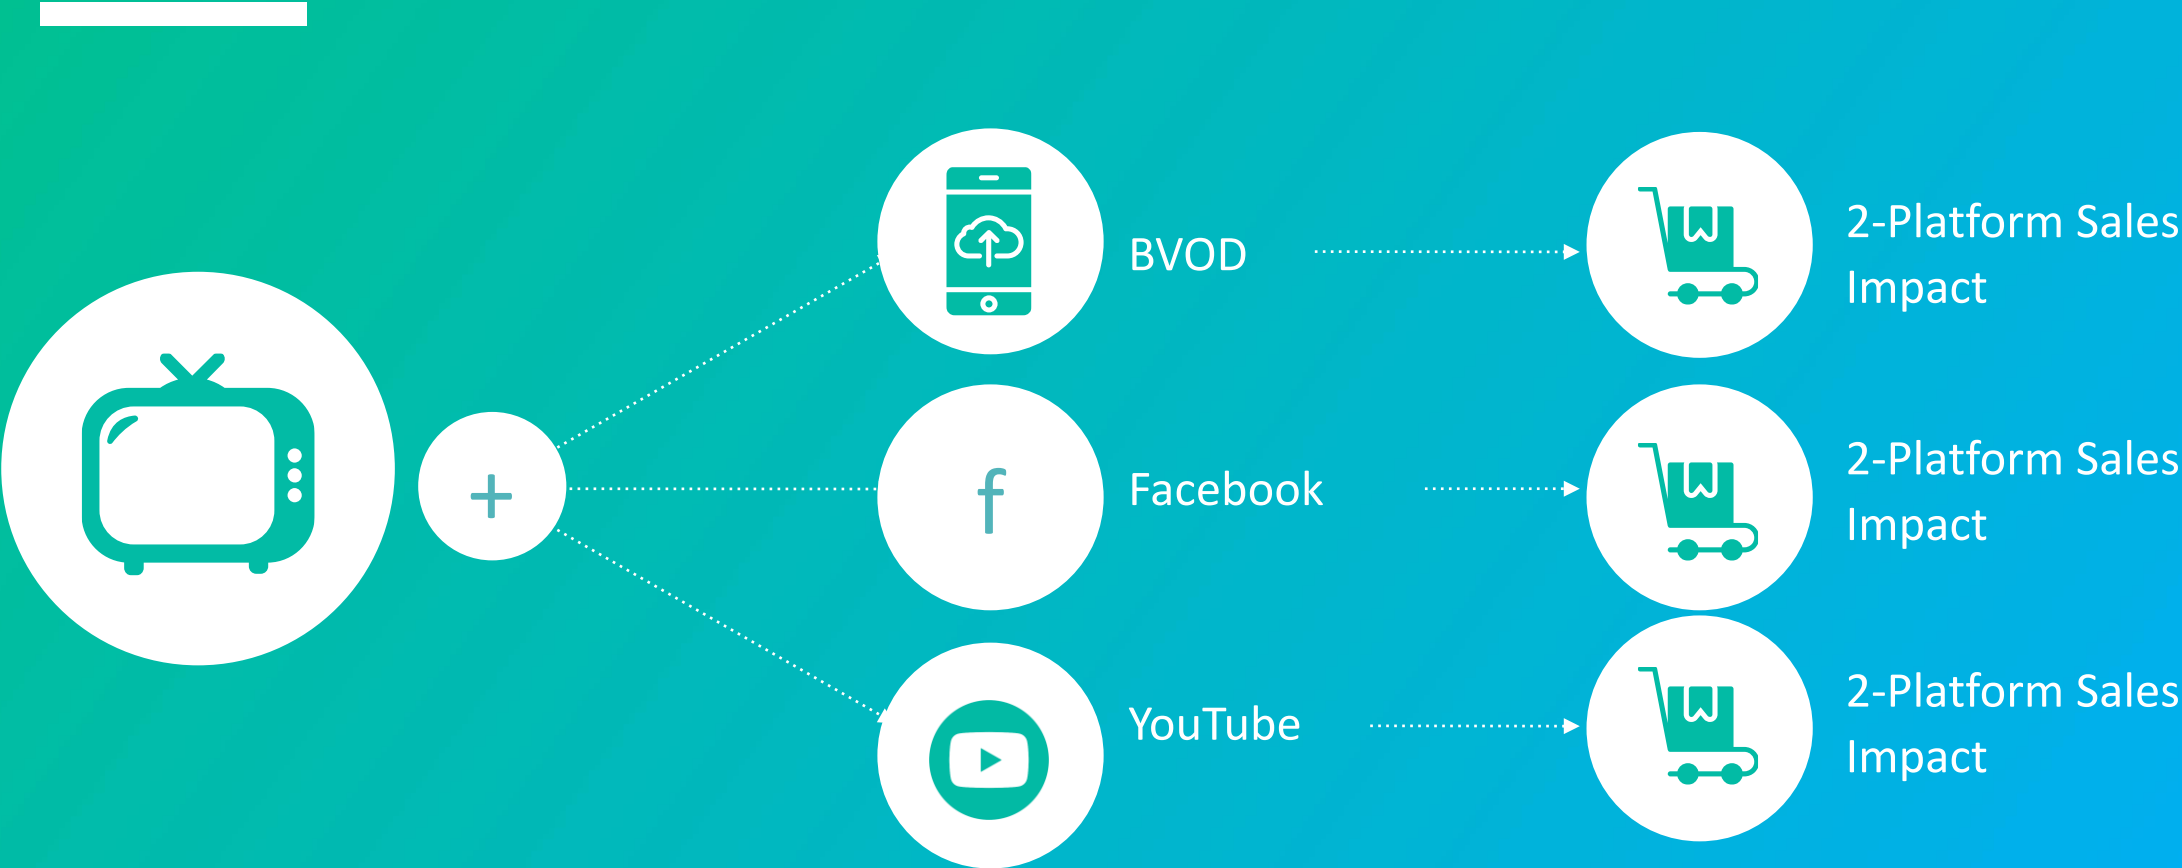 BVOD
2-Platform Sales
Impact
+
f
Facebook
2-Platform Sales
Impact
YouTube
2-Platform Sales
Impact